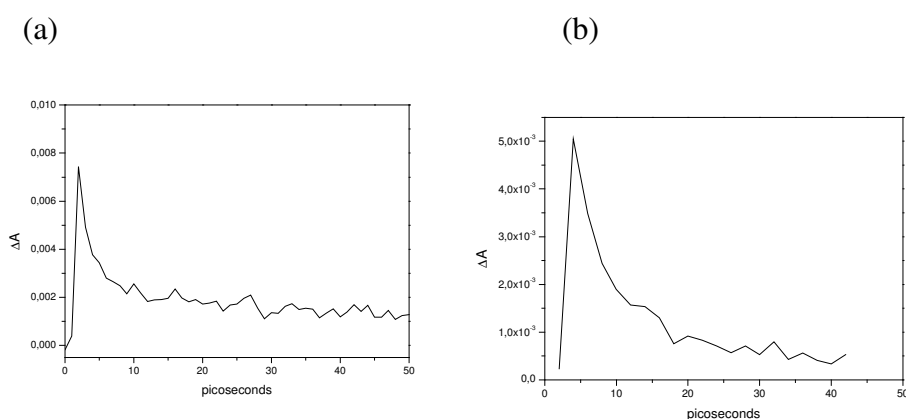 (a)
(b)
0,010
0,008
0,006
0,004
0,002
0,000
ΔA
0
10
20
30
40
50
picoseconds
5,0x10⁻³
4,0x10⁻³
3,0x10⁻³
2,0x10⁻³
1,0x10⁻³
0,0
ΔA
0
10
20
30
40
50
picoseconds